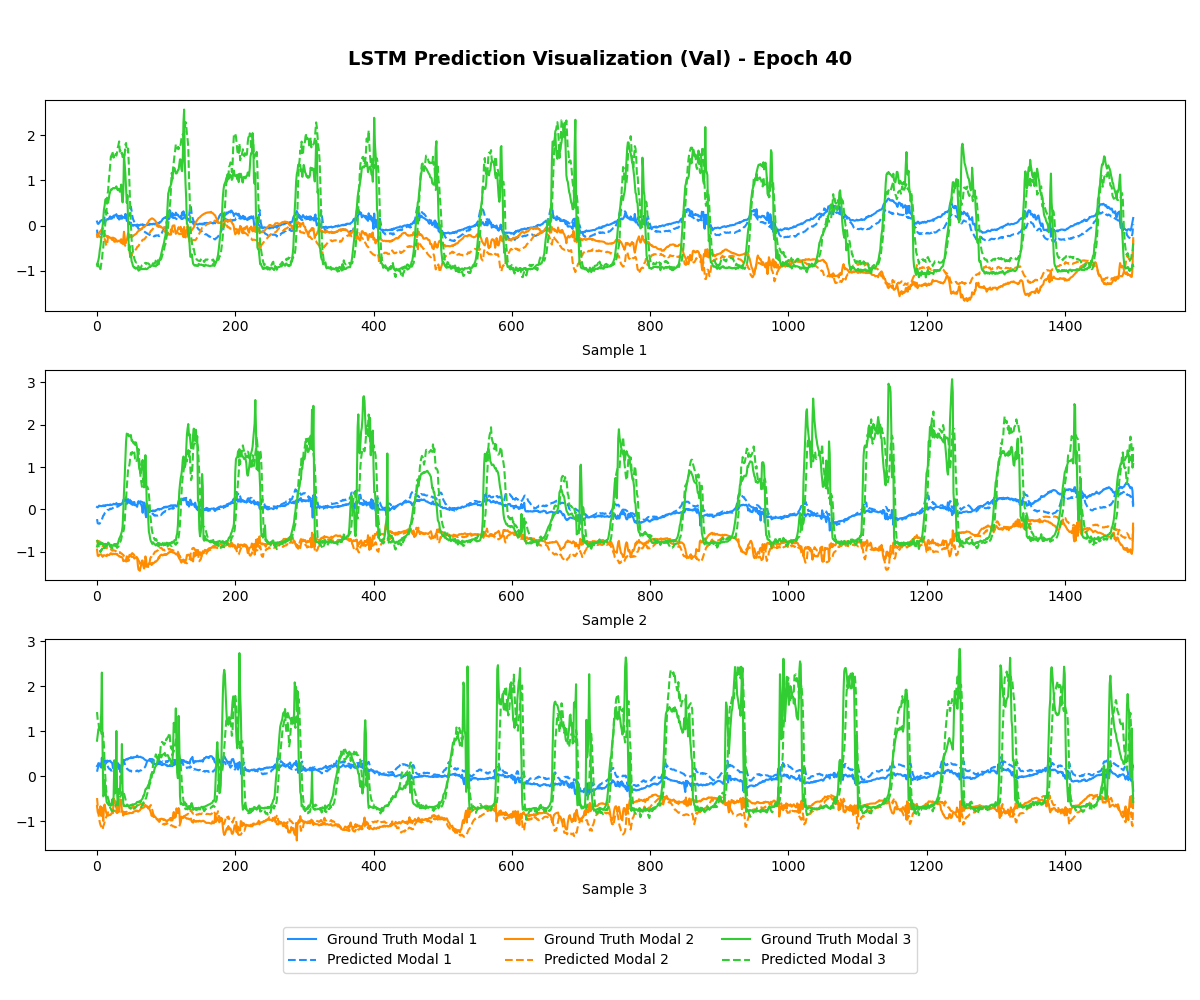 LSTM Prediction Visualization (Val) - Epoch 40
2
1
0
−1
0 200 400 600 800 1000 1200 1400
Sample 1
3
2
1
0
−1
0 200 400 600 800 1000 1200 1400
Sample 2
3
2
1
0
−1
0 200 400 600 800 1000 1200 1400
Sample 3
Ground Truth Modal 1 Ground Truth Modal 2 Ground Truth Modal 3
Predicted Modal 1 Predicted Modal 2 Predicted Modal 3